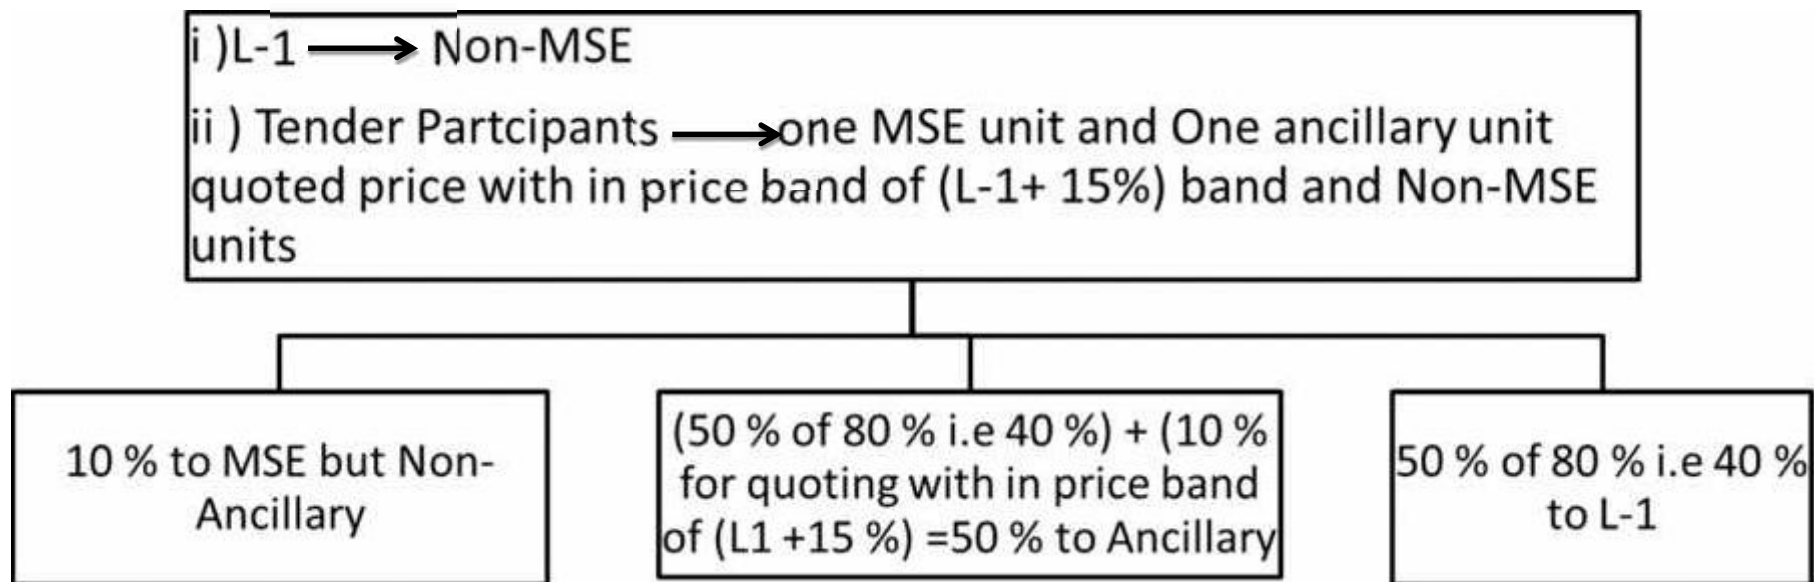 i )L-1 ⟶ Non-MSE
ii ) Tender Partcipants ⟶one MSE unit and One ancillary unit
quoted price with in price band of (L-1+ 15%) band and Non-MSE
units
10 % to MSE but Non-
Ancillary
(50 % of 80 % i.e 40 %) + (10 %
for quoting with in price band
of (L1 +15 %) =50 % to Ancillary
50 % of 80 % i.e 40 %
to L-1